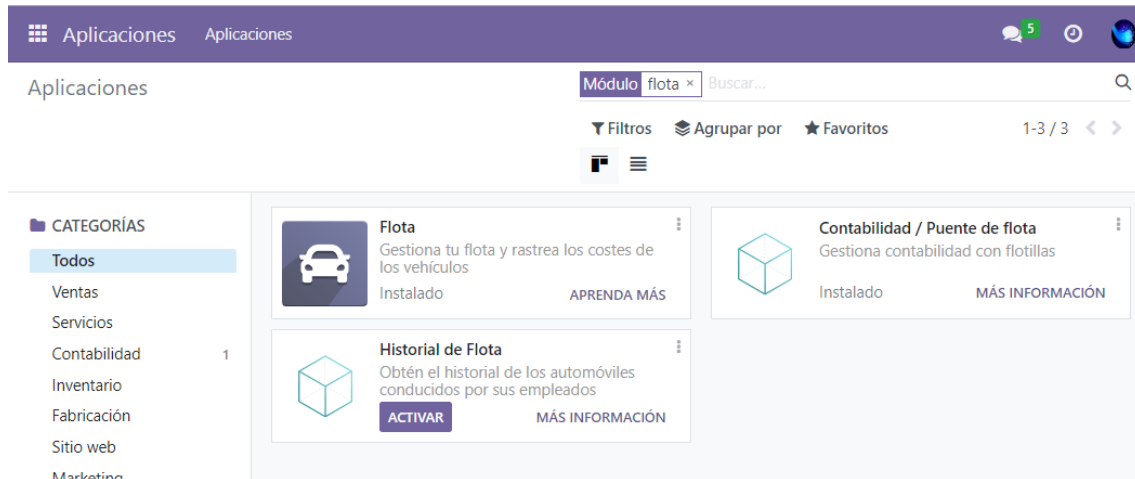 Aplicaciones Aplicaciones 5
Aplicaciones
Módulo flota × Buscar...
Filtros Agrupar por Favoritos 1-3 / 3
CATEGORÍAS
Todos
Ventas
Servicios
Contabilidad 1
Inventario
Fabricación
Sitio web
Marketing
Flota
Gestiona tu flota y rastrea los costes de
los vehículos
Instalado APRENDA MÁS
Contabilidad / Puente de flota
Gestiona contabilidad con flotillas
Instalado MÁS INFORMACIÓN
Historial de Flota
Obtén el historial de los automóviles
conducidos por sus empleados
ACTIVAR MÁS INFORMACIÓN